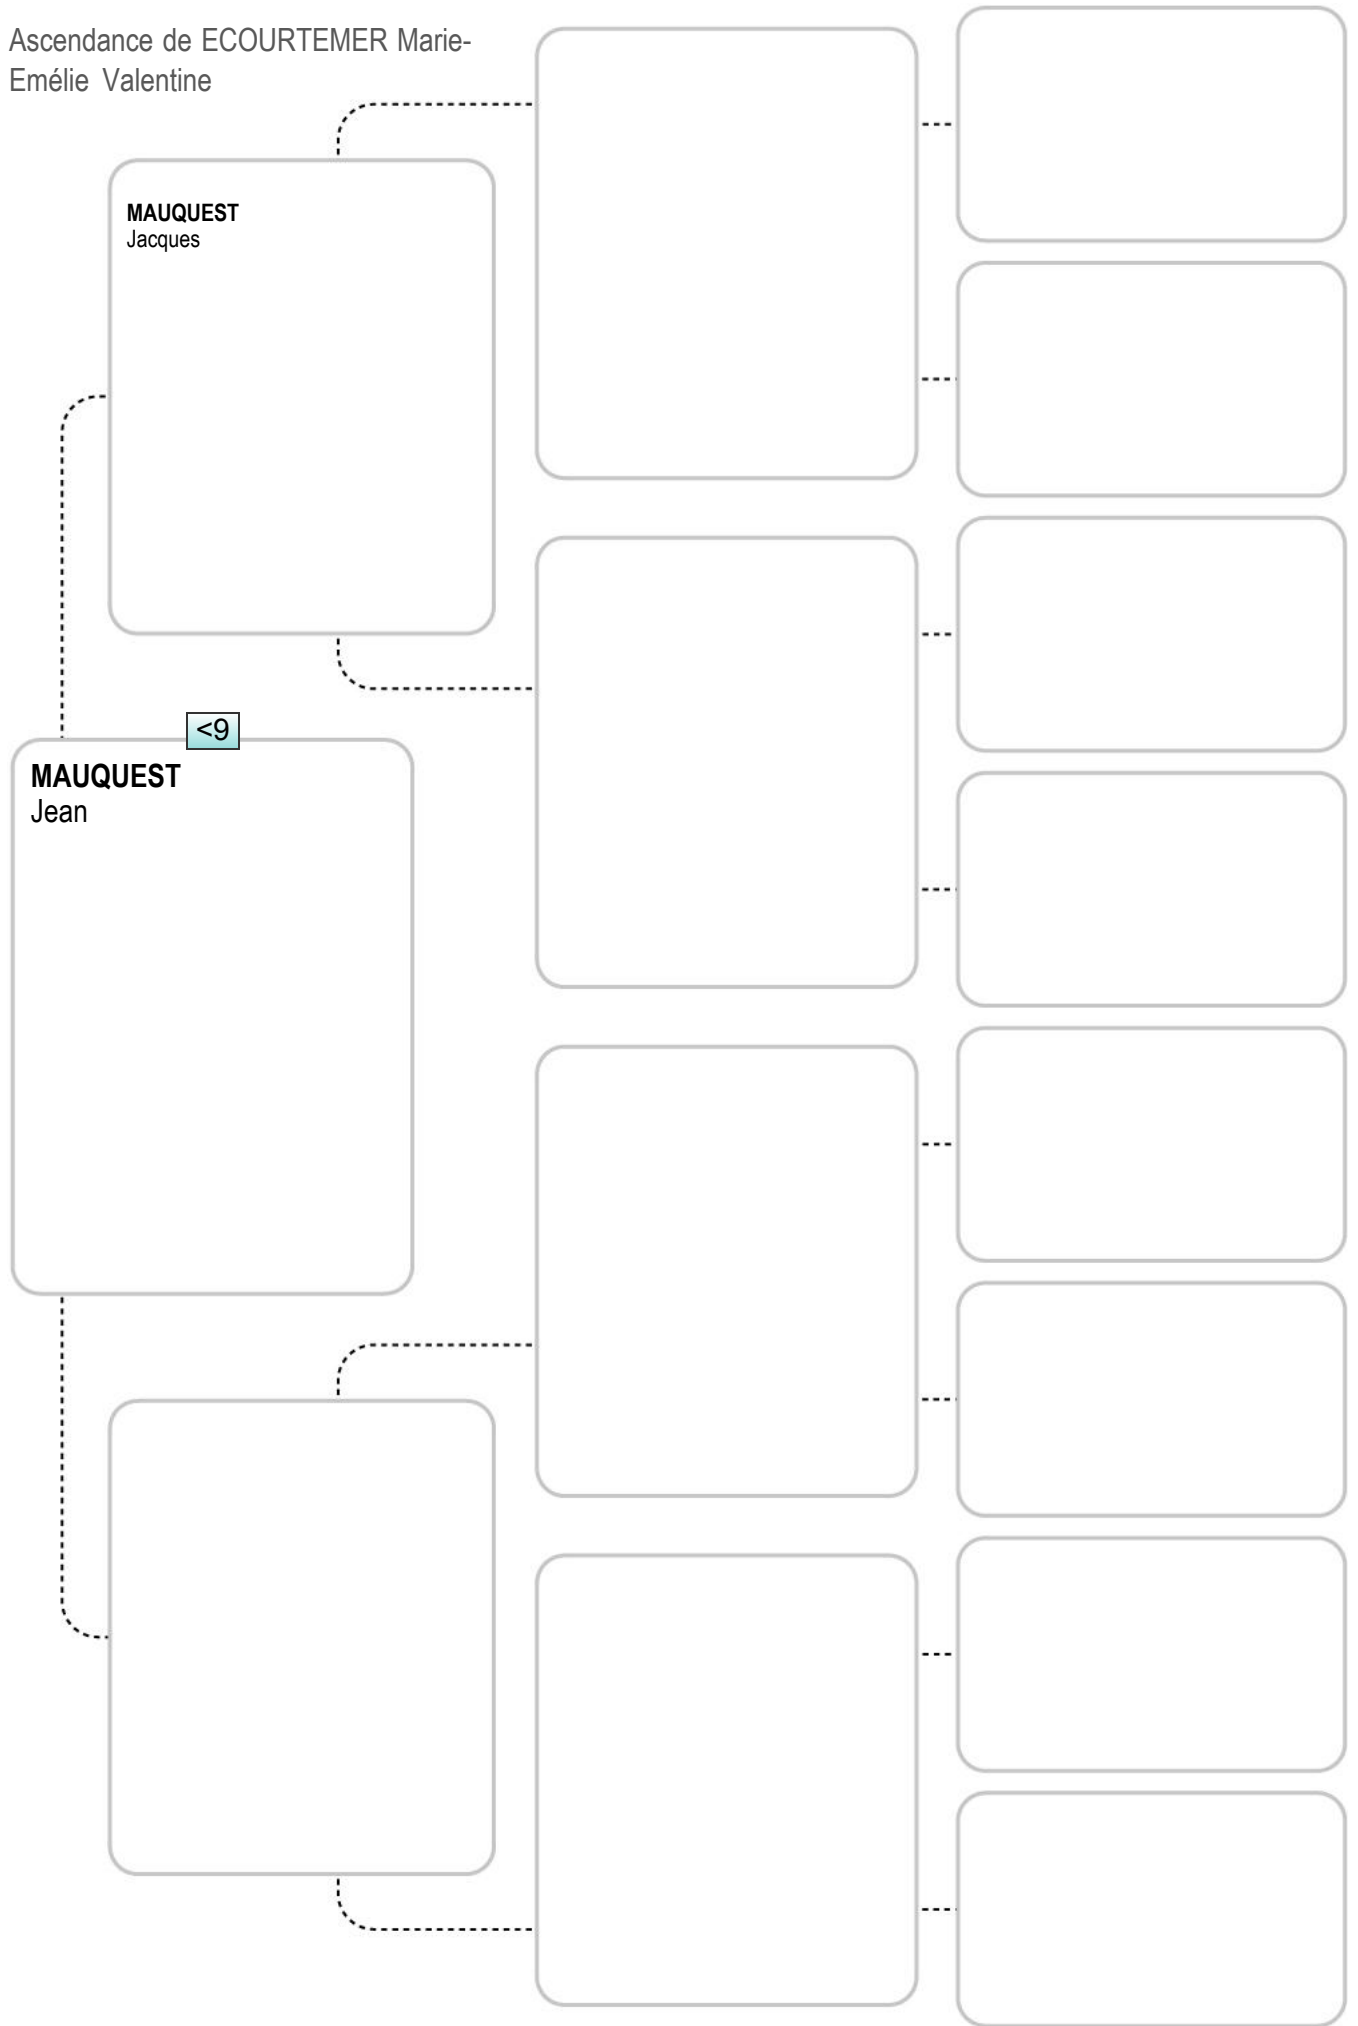 Ascendance de ECOURTEMER Marie-
Emélie Valentine
MAUQUEST
Jacques
<9
MAUQUEST
Jean